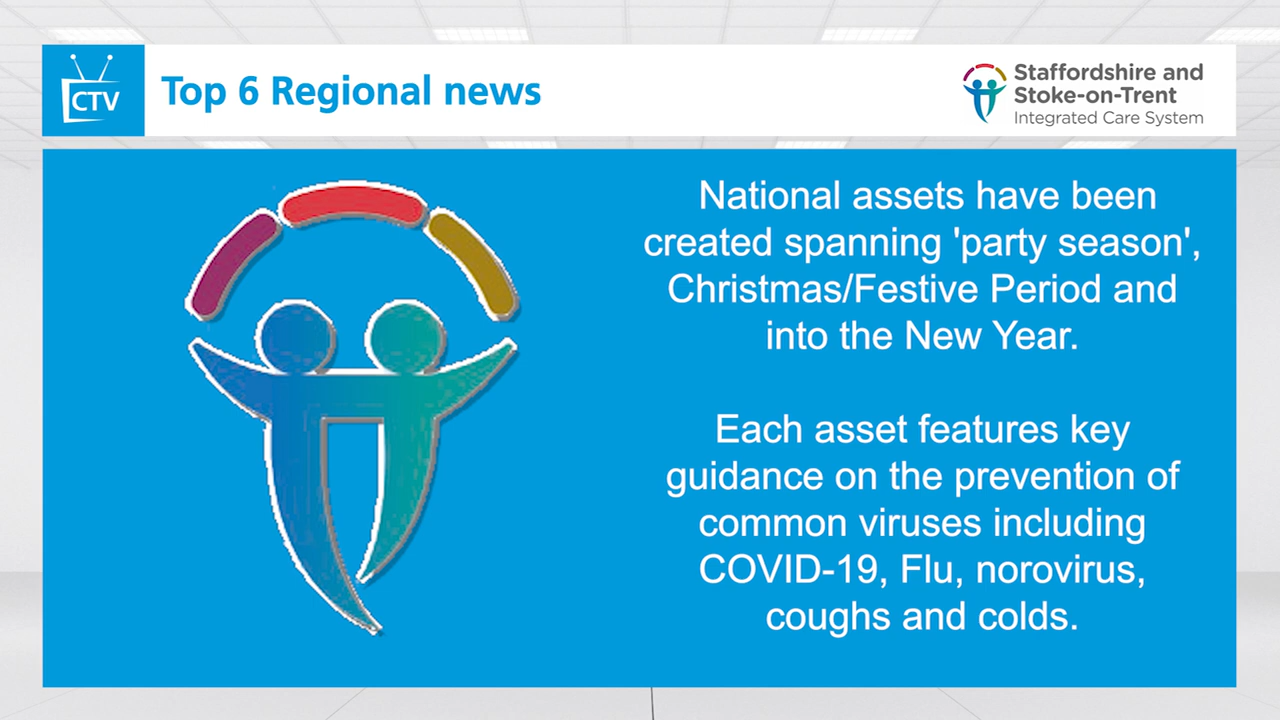 CTV
Top 6 Regional news
Staffordshire and
Stoke-on-Trent
Integrated Care System
National assets have been
created spanning 'party season',
Christmas/Festive Period and
into the New Year.
Each asset features key
guidance on the prevention of
common viruses including
COVID-19, Flu, norovirus,
coughs and colds.